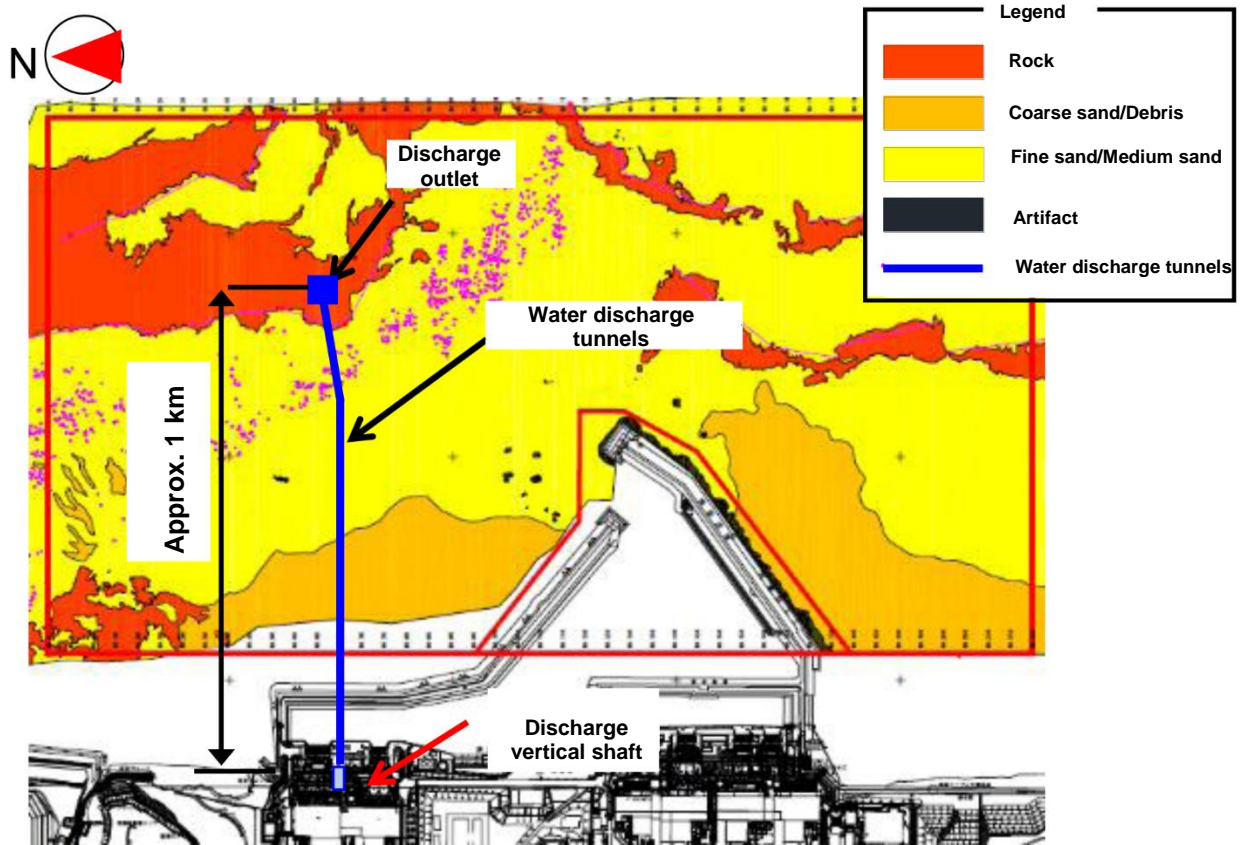 N
Legend
Rock
Coarse sand/Debris
Fine sand/Medium sand
Artifact
Water discharge tunnels
Discharge
outlet
Water discharge
tunnels
Approx. 1 km
Discharge
vertical shaft